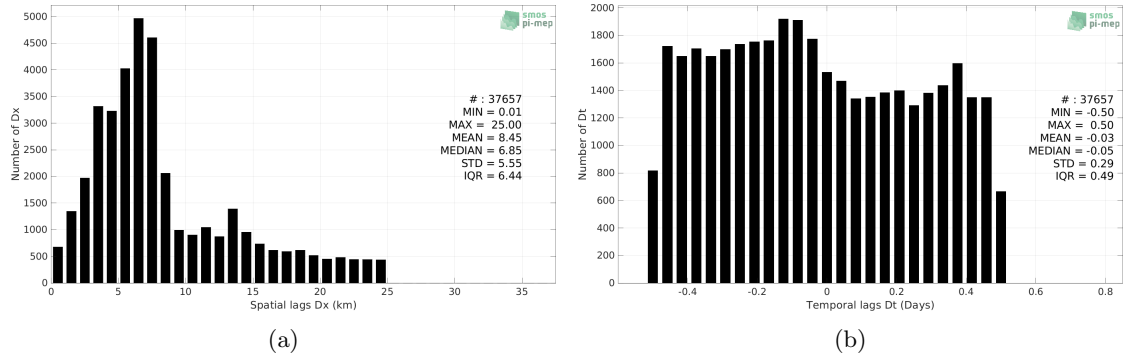 5000
4500
4000
3500
3000
2500
2000
1500
1000
500
0
Number of Dx
0 5 10 15 20 25 30 35
Spatial lags Dx (km)
smos
pi-mep
# : 37657
MIN = 0.01
MAX = 25.00
MEAN = 8.45
MEDIAN = 6.85
STD = 5.55
IQR = 6.44
(a)
2000
1800
1600
1400
1200
1000
800
600
400
200
0
Number of Dt
-0.4 -0.2 0 0.2 0.4 0.6 0.8
Temporal lags Dt (Days)
smos
pi-mep
# : 37657
MIN = -0.50
MAX = 0.50
MEAN = -0.03
MEDIAN = -0.05
STD = 0.29
IQR = 0.49
(b)